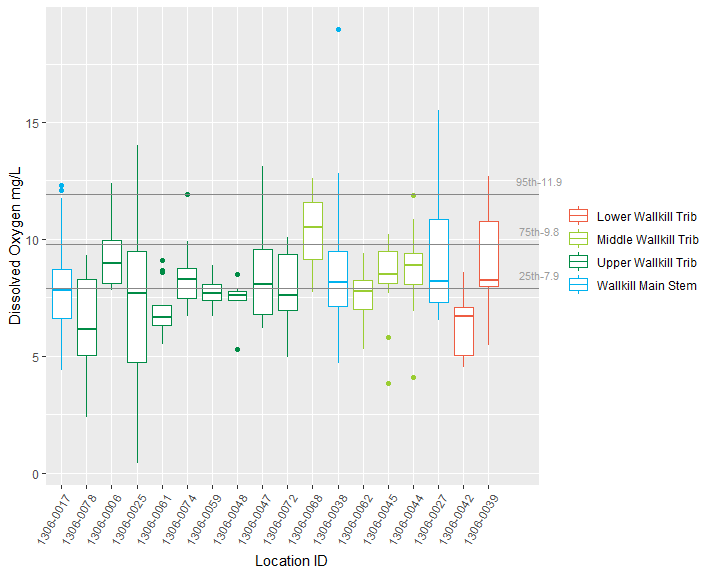 Dissolved Oxygen mg/L
15
10
5
0
95th-11.9
75th-9.8
25th-7.9
Lower Wallkill Trib
Middle Wallkill Trib
Upper Wallkill Trib
Wallkill Main Stem
1306-0017
1306-0078
1306-0006
1306-0025
1306-0061
1306-0074
1306-0059
1306-0048
1306-0047
1306-0072
1306-0068
1306-0038
1306-0062
1306-0045
1306-0044
1306-0027
1306-0042
1306-0039
Location ID